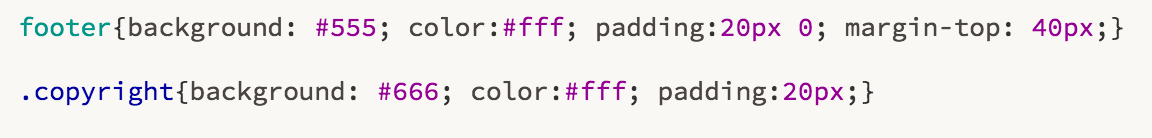 footer{background: #555; color:#fff; padding:20px 0; margin-top: 40px;}
.copyright{background: #666; color:#fff; padding:20px;}